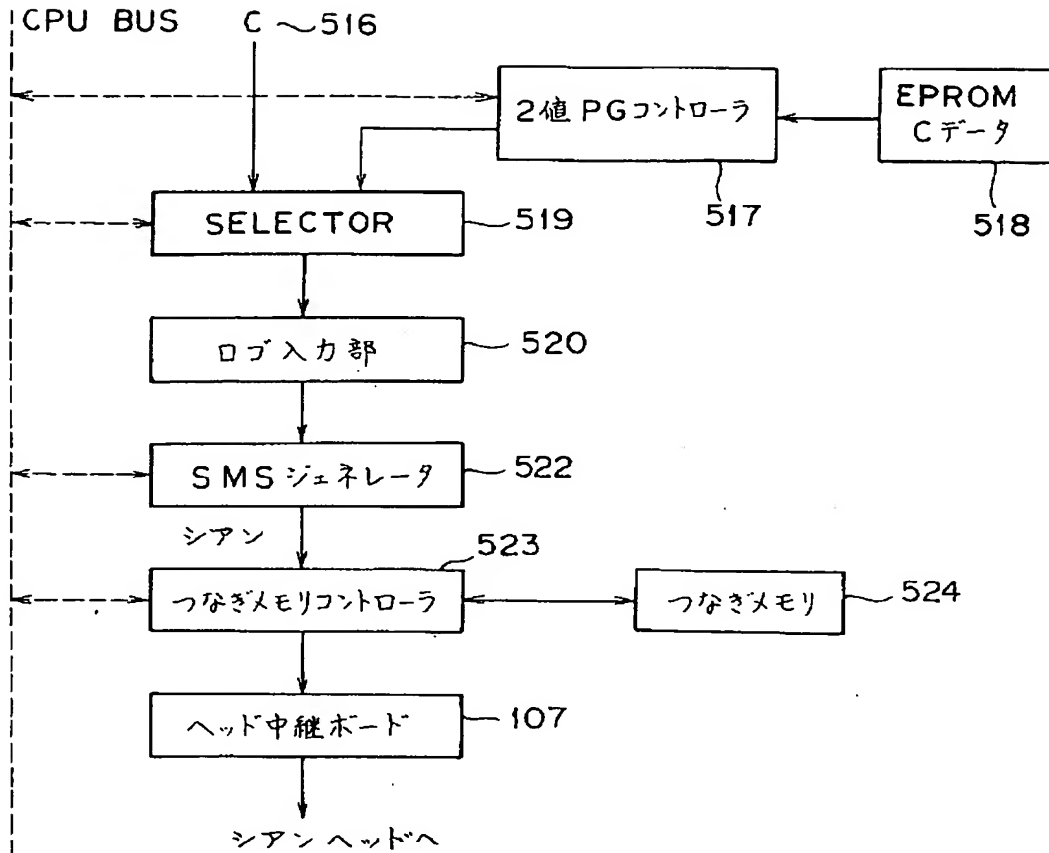 CPU BUS C 516
2値PGコントローラ
EPROM
Cデータ
517
518
SELECTOR 519
ロゴ入力部 520
SMSジェネレータ 522
シアン
523
つなぎメモリコントローラ
つなぎメモリ 524
ヘッド中継ボード 107
シアンヘッドへ